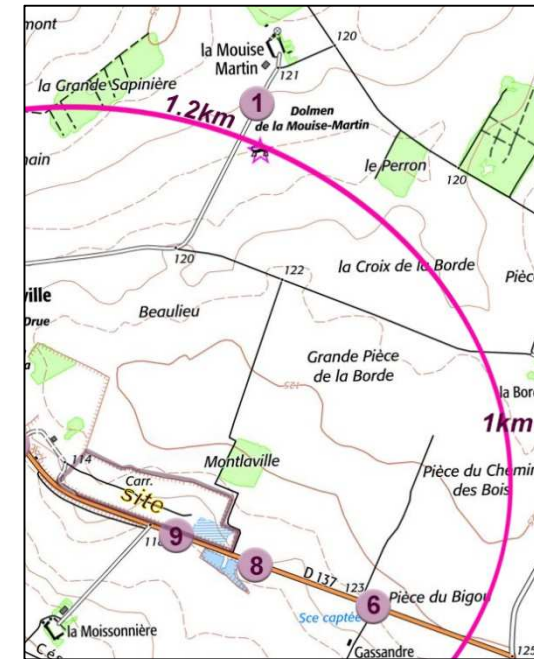 mont
120
la Mouise
Martin
121
la Grande Sapinière
1
1.2km
Dolmen
de la Mouise-Martin
main
le Perron
120
120
122
la Croix de la Borde
Pièc
ville
Drue
Beaulieu
Grande Pièce
de la Borde
125
la Bor
1km
114
Carr.
Montlaville
Pièce du Chemin
des Bois
site
9
8
D 137
123
6
Pièce du Bigou
Sce captée
la Moissonnière
Gassandre
125